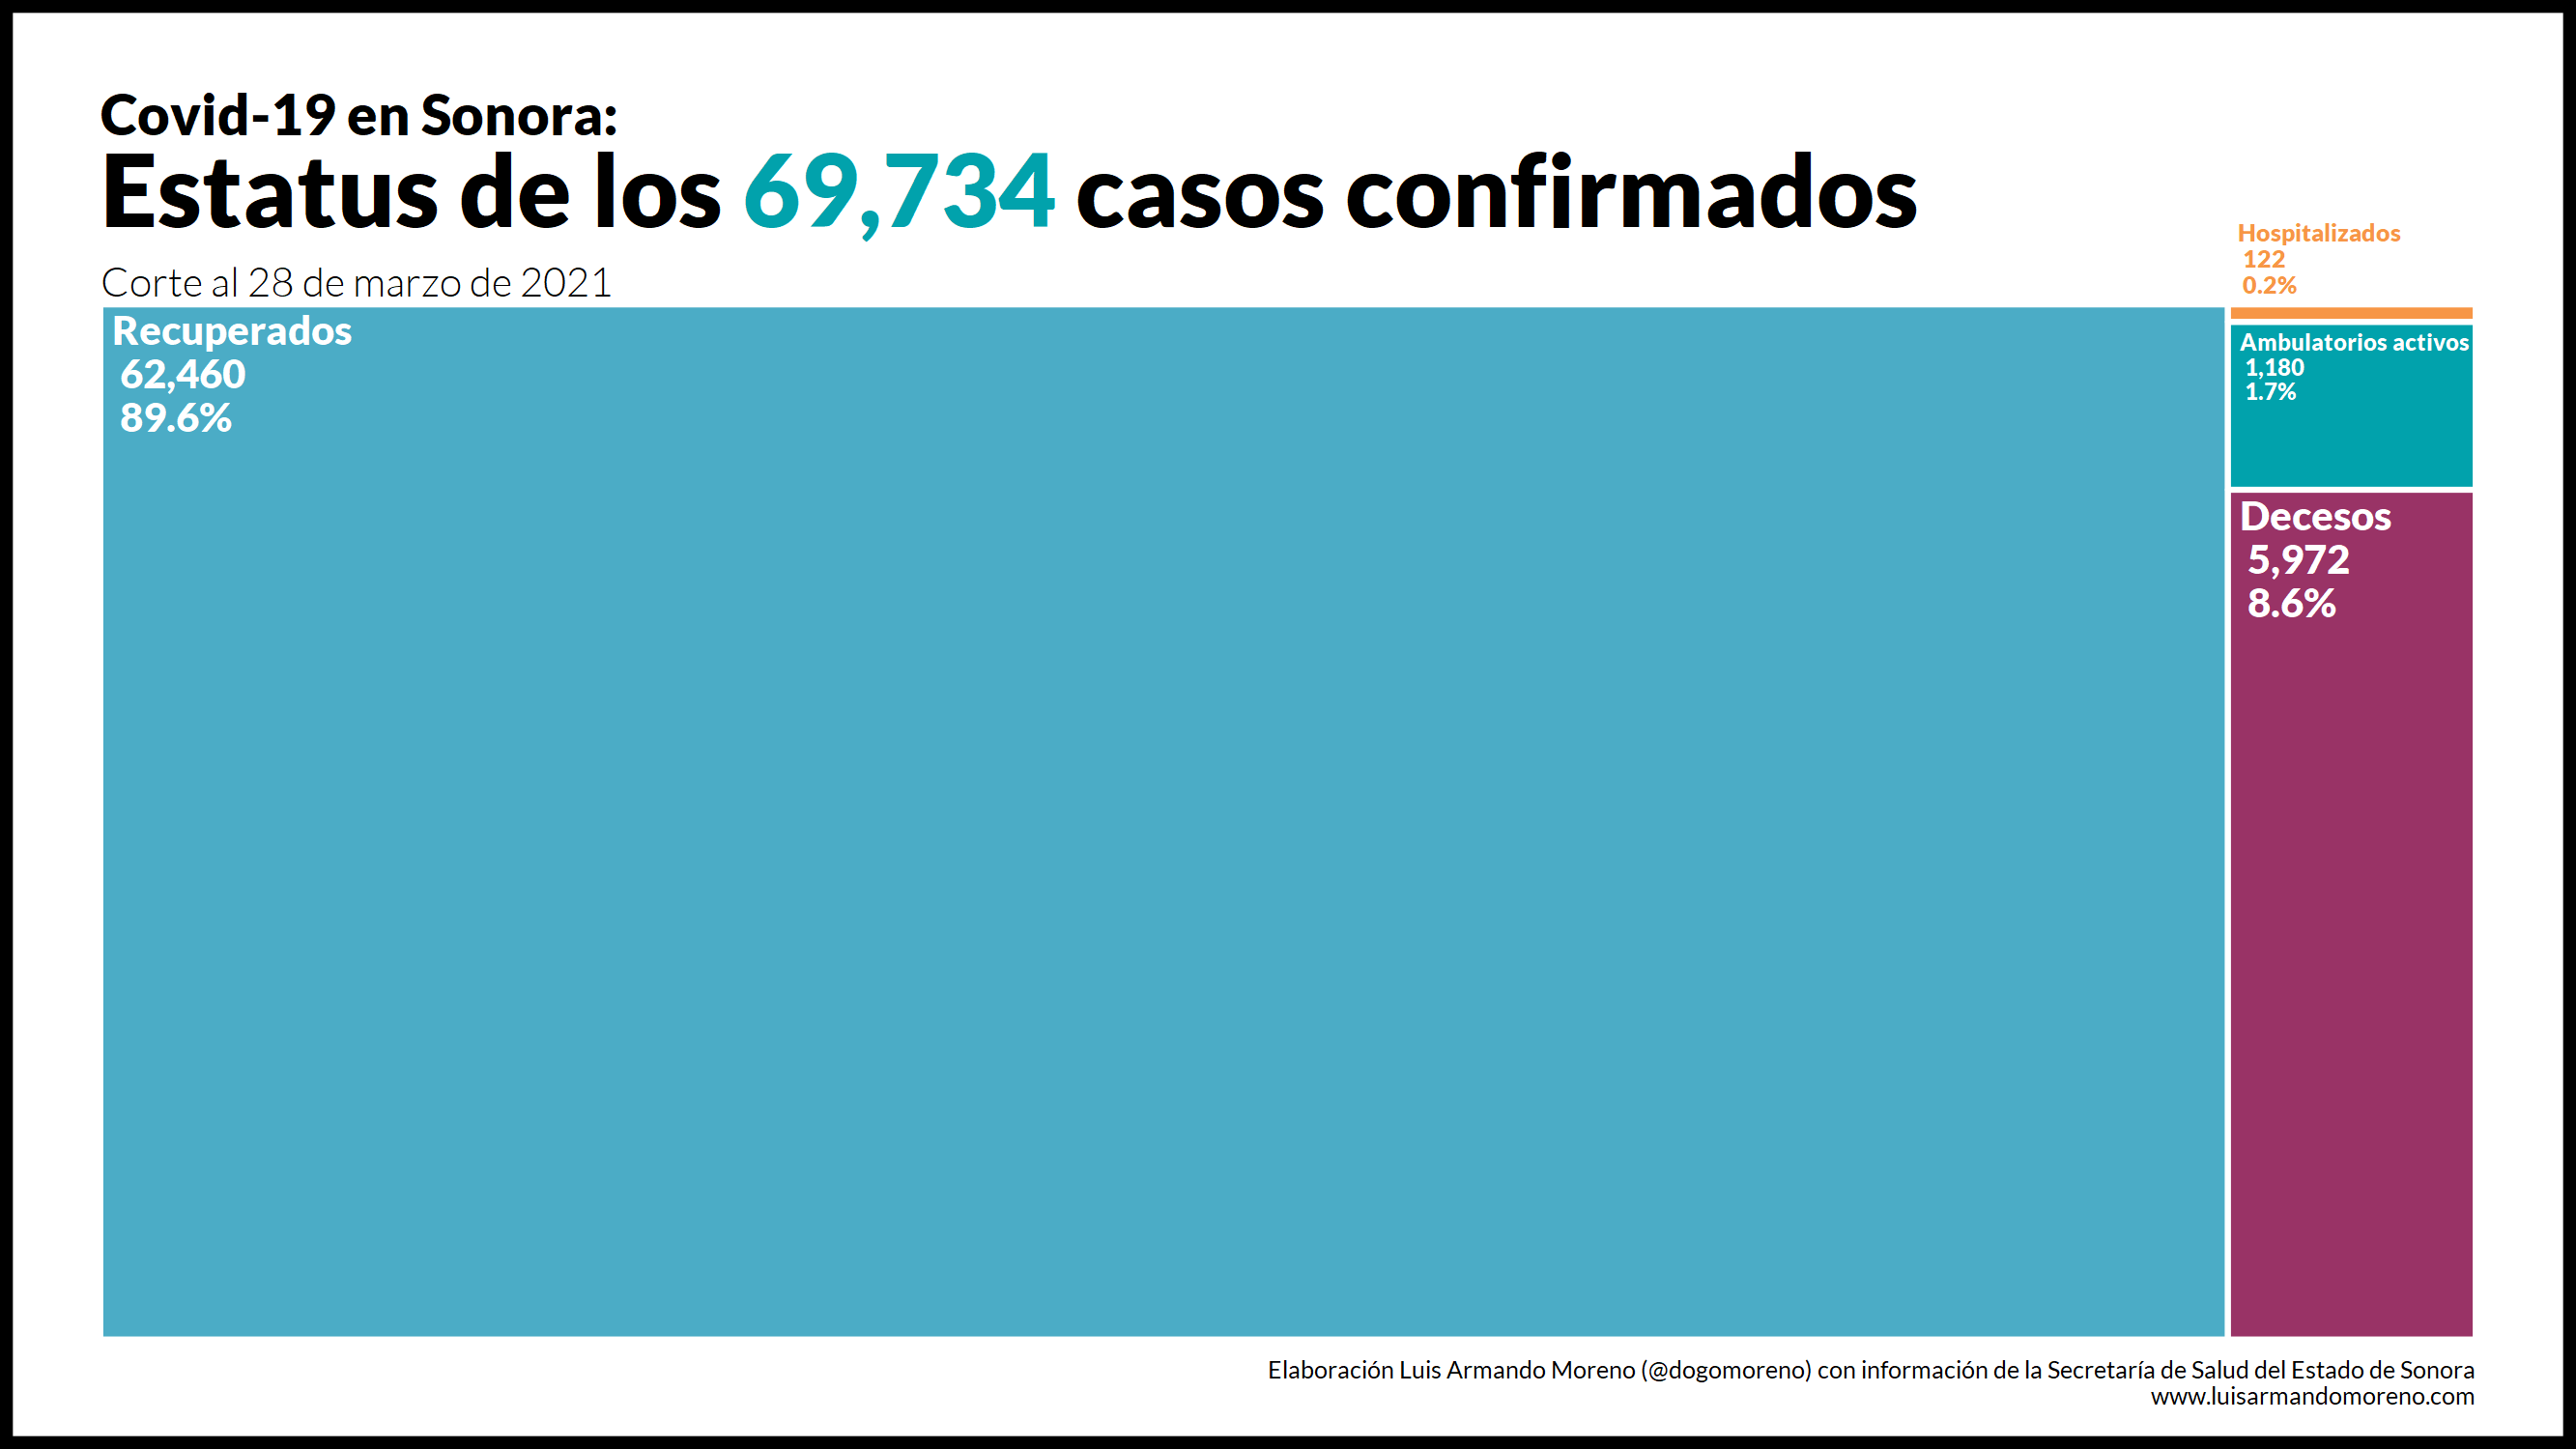 Covid-19 en Sonora:
Estatus de los 69,734 casos confirmados
Corte al 28 de marzo de 2021
Hospitalizados
122
0.2%
Recuperados
62,460
89.6%
Ambulatorios activos
1,180
1.7%
Decesos
5,972
8.6%
Elaboración Luis Armando Moreno (@dogomoreno) con información de la Secretaría de Salud del Estado de Sonora
www.luisarmandomoreno.com